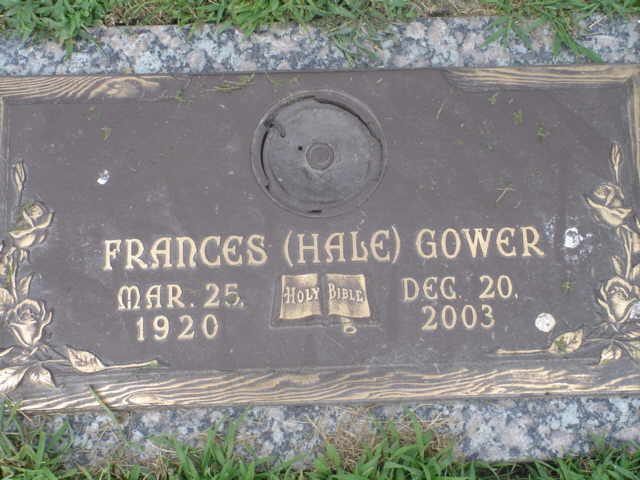 FRANCES (HALE) GOWER
MAR. 25,
1920
HOLY BIBLE
DEC. 20,
2003